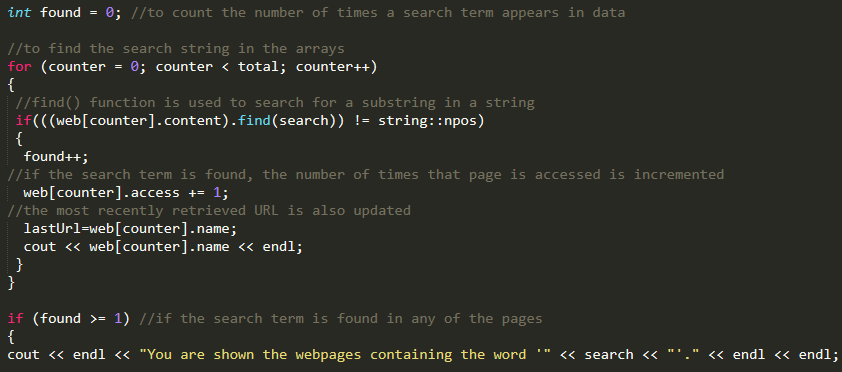 int found = 0; //to count the number of times a search term appears in data
//to find the search string in the arrays
for (counter = 0; counter < total; counter++)
{
//find() function is used to search for a substring in a string
if(((web[counter].content).find(search)) != string::npos)
{
found++;
//if the search term is found, the number of times that page is accessed is incremented
web[counter].access += 1;
//the most recently retrieved URL is also updated
lastUrl=web[counter].name;
cout << web[counter].name << endl;
}
}
if (found >= 1) //if the search term is found in any of the pages
{
cout << endl << "You are shown the webpages containing the word '" << search << "'." << endl << endl;